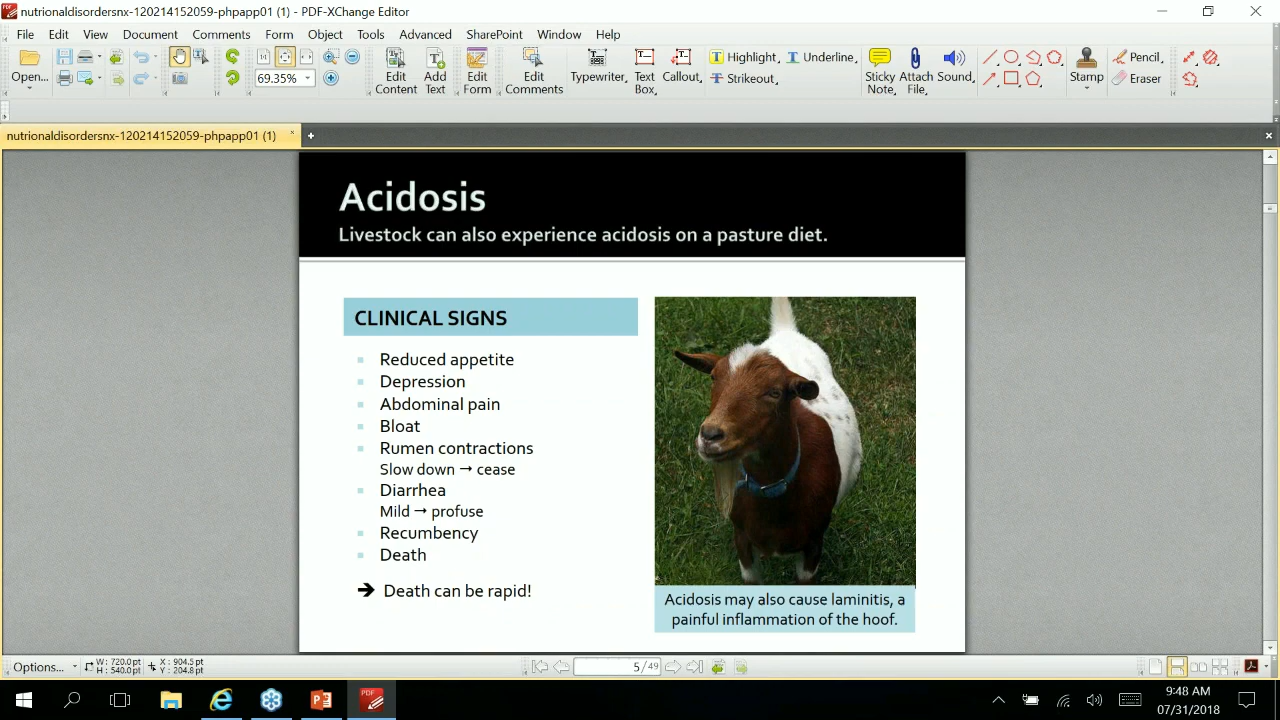 nutrionaldisordersnx-120214152059-phpapp01 (1) - PDF-XChange Editor
File Edit View Document Comments Form Object Tools Advanced SharePoint Window Help
Open...
69.35%
Edit Content
Add Text
Edit Form
Edit Comments
Typewriter
Text Box
Callout
Highlight
Strikeout
Underline
Sticky Note
Attach File
Sound
Stamp
Pencil
Eraser
nutrionaldisordersnx-120214152059-phpapp01 (1)
Acidosis
Livestock can also experience acidosis on a pasture diet.
CLINICAL SIGNS
Reduced appetite
Depression
Abdominal pain
Bloat
Rumen contractions
Slow down → cease
Diarrhea
Mild → profuse
Recumbency
Death
➔ Death can be rapid!
Acidosis may also cause laminitis, a
painful inflammation of the hoof.
Options...
W: 720.0 pt
H: 540.0 pt
X: 904.5 pt
Y: 204.8 pt
5 / 49
9:48 AM
07/31/2018